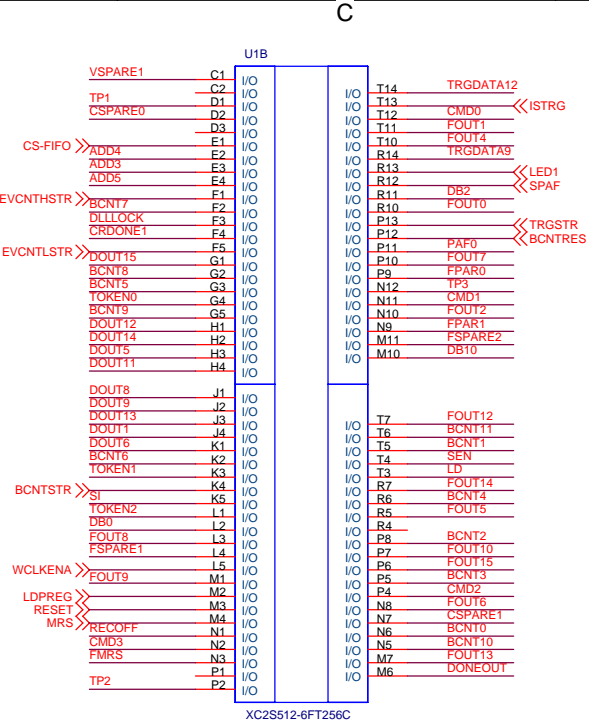 C
U1B
VSPARE1 C1 I/O
C2 I/O
TP1 D1 I/O
CSPARE0 D2 I/O
D3 I/O
CS-FIFO E1 I/O
ADD4 E2 I/O
ADD3 E3 I/O
ADD5 E4 I/O
EVCNTHSTR F1 I/O
BCNT7 F2 I/O
DLLLOCK F3 I/O
CRDONE1 F4 I/O
EVCNTLSTR F5 I/O
DOUT15 G1 I/O
BCNT8 G2 I/O
BCNT5 G3 I/O
TOKEN0 G4 I/O
BCNT9 G5 I/O
DOUT12 H1 I/O
DOUT14 H2 I/O
DOUT5 H3 I/O
DOUT11 H4 I/O
DOUT8 J1 I/O
DOUT9 J2 I/O
DOUT13 J3 I/O
DOUT1 J4 I/O
DOUT6 K1 I/O
BCNT6 K2 I/O
TOKEN1 K3 I/O
BCNTSTR K4 I/O
SI K5 I/O
TOKEN2 L1 I/O
DB0 L2 I/O
FOUT8 L3 I/O
FSPARE1 L4 I/O
WCLKENA L5 I/O
FOUT9 M1 I/O
LDPREG M2 I/O
RESET M3 I/O
MRS M4 I/O
RECOFF N1 I/O
CMD3 N2 I/O
FMRS N3 I/O
P1 I/O
TP2 P2 I/O
I/O T14 TRGDATA12
I/O T13 ISTRG
I/O T12 CMD0
I/O T11 FOUT1
I/O T10 FOUT4
I/O R14 TRGDATA9
I/O R13 LED1
I/O R12 SPAF
I/O R11 DB2
I/O R10 FOUT0
I/O P13 TRGSTR
I/O P12 BCNTRES
I/O P11 PAF0
I/O P10 FOUT7
I/O P9 FPAR0
I/O N12 TP3
I/O N11 CMD1
I/O N10 FOUT2
I/O N9 FPAR1
I/O M11 FSPARE2
I/O M10 DB10
I/O T7 FOUT12
I/O T6 BCNT11
I/O T5 BCNT1
I/O T4 SEN
I/O T3 LD
I/O R7 FOUT14
I/O R6 BCNT4
I/O R5 FOUT5
I/O R4
I/O P8 BCNT2
I/O P7 FOUT10
I/O P6 FOUT15
I/O P5 BCNT3
I/O P4 CMD2
I/O N8 FOUT6
I/O N7 CSPARE1
I/O N6 BCNT0
I/O N5 BCNT10
I/O M7 FOUT13
I/O M6 DONEOUT
XC2S512-6FT256C